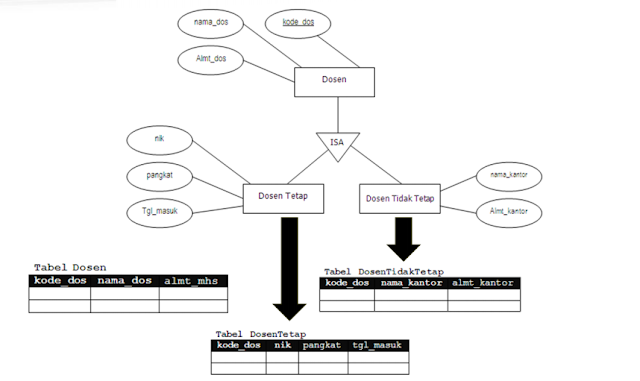 nama_dos
kode_dos
Almt_dos
Dosen
ISA
nik
pangkat
Tgl_masuk
Dosen Tetap
Dosen Tidak Tetap
nama_kantor
Almt_kantor
Tabel Dosen
kode_dos nama_dos almt_mhs
Tabel DosenTidakTetap
kode_dos nama_kantor almt_kantor
Tabel DosenTetap
kode_dos nik pangkat tgl_masuk